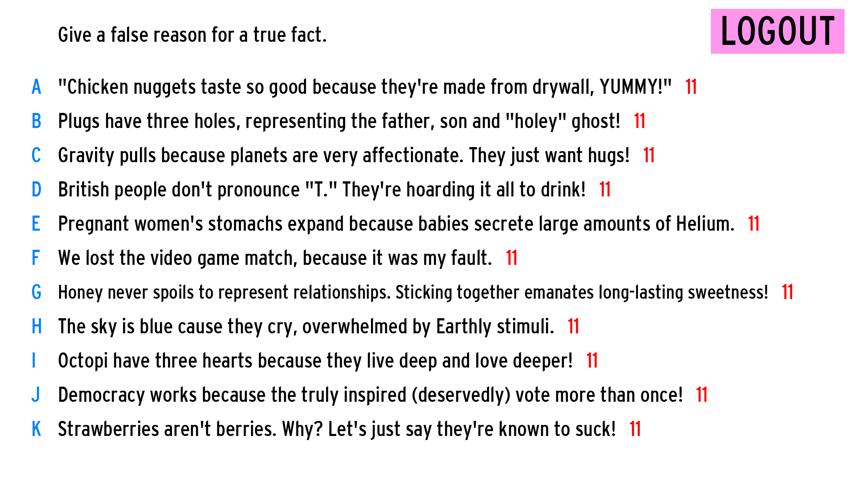 Give a false reason for a true fact.
LOGOUT
A "Chicken nuggets taste so good because they're made from drywall, YUMMY!" 11
B Plugs have three holes, representing the father, son and "holey" ghost! 11
C Gravity pulls because planets are very affectionate. They just want hugs! 11
D British people don't pronounce "T." They're hoarding it all to drink! 11
E Pregnant women's stomachs expand because babies secrete large amounts of Helium. 11
F We lost the video game match, because it was my fault. 11
G Honey never spoils to represent relationships. Sticking together emanates long-lasting sweetness! 11
H The sky is blue cause they cry, overwhelmed by Earthly stimuli. 11
I Octopi have three hearts because they live deep and love deeper! 11
J Democracy works because the truly inspired (deservedly) vote more than once! 11
K Strawberries aren't berries. Why? Let's just say they're known to suck! 11